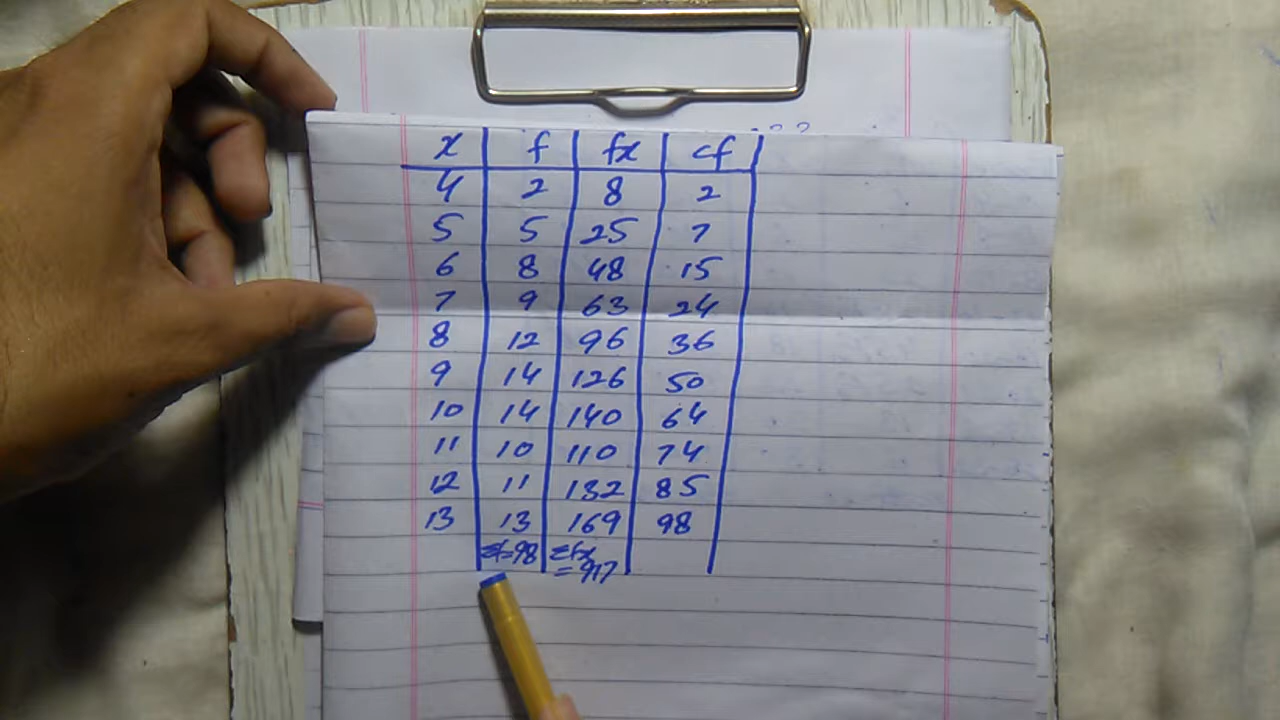 x f fx cf
4 2 8 2
5 5 25 7
6 8 48 15
7 9 63 24
8 12 96 36
9 14 126 50
10 14 140 64
11 10 110 74
12 11 132 85
13 13 169 98
Σf=98 Σfx
=917